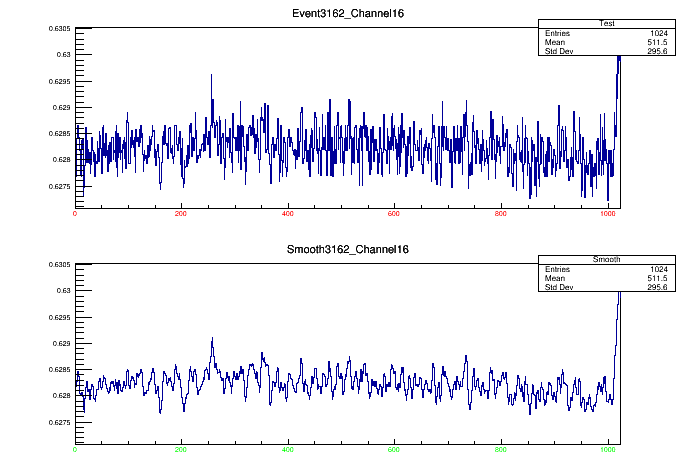 Event3162_Channel16
Test
Entries 1024
Mean 511.5
Std Dev 295.6
0.6305
0.63
0.6295
0.629
0.6285
0.628
0.6275
0 200 400 600 800 1000
Smooth3162_Channel16
Smooth
Entries 1024
Mean 511.5
Std Dev 295.6
0.6305
0.63
0.6295
0.629
0.6285
0.628
0.6275
0 200 400 600 800 1000